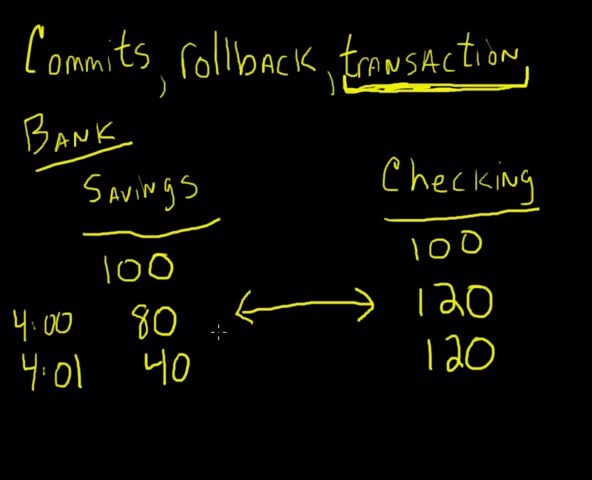 Commits, rollback, transaction
Bank
Savings Checking
100 100
4:00 80 120
4:01 40 120